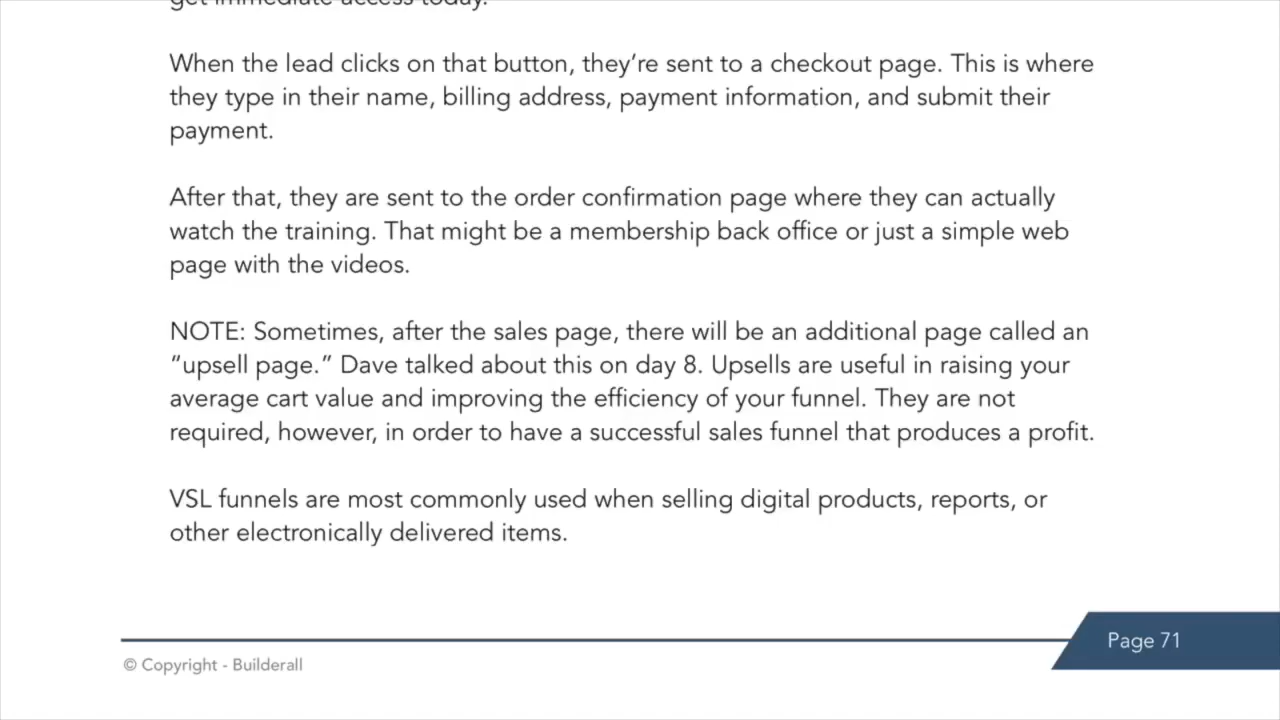 get immediate access today.
When the lead clicks on that button, they’re sent to a checkout page. This is where
they type in their name, billing address, payment information, and submit their
payment.
After that, they are sent to the order confirmation page where they can actually
watch the training. That might be a membership back office or just a simple web
page with the videos.
NOTE: Sometimes, after the sales page, there will be an additional page called an
“upsell page.” Dave talked about this on day 8. Upsells are useful in raising your
average cart value and improving the efficiency of your funnel. They are not
required, however, in order to have a successful sales funnel that produces a profit.
VSL funnels are most commonly used when selling digital products, reports, or
other electronically delivered items.
Page 71
© Copyright - Builderall